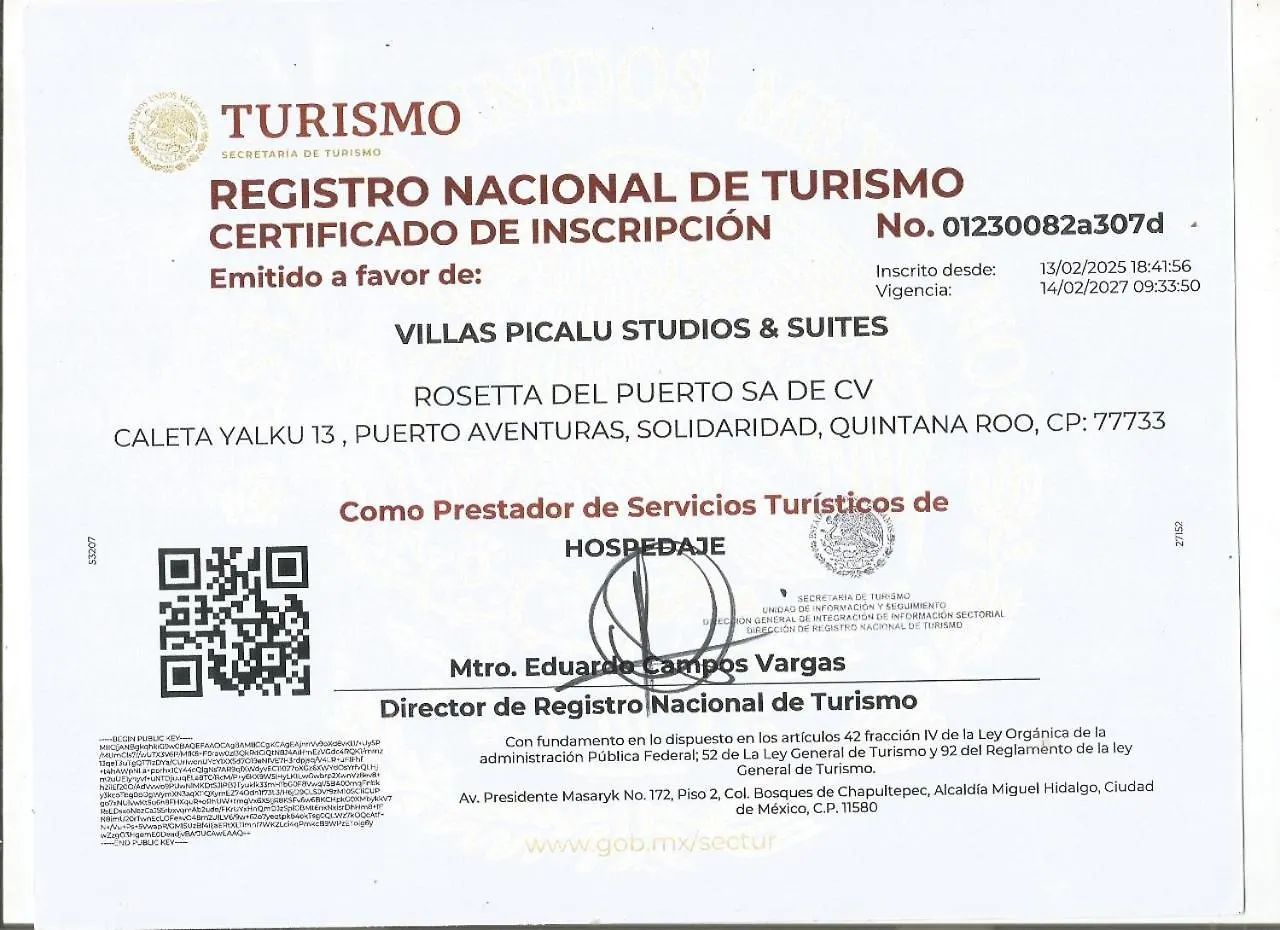 ESTADOS UNIDOS MEXICANOS
TURISMO
SECRETARÍA DE TURISMO
REGISTRO NACIONAL DE TURISMO
CERTIFICADO DE INSCRIPCIÓN
No. 01230082a307d
Emitido a favor de:
Inscrito desde: 13/02/2025 18:41:56
Vigencia: 14/02/2027 09:33:50
VILLAS PICALU STUDIOS & SUITES
ROSETTA DEL PUERTO SA DE CV
CALETA YALKU 13 , PUERTO AVENTURAS, SOLIDARIDAD, QUINTANA ROO, CP: 77733
Como Prestador de Servicios Turísticos de
HOSPEDAJE
53207
27152
SECRETARIA DE TURISMO
UNIDAD DE INFORMACIÓN Y SEGUIMIENTO
DIRECCIÓN GENERAL DE INTEGRACIÓN DE INFORMACIÓN SECTORIAL
DIRECCIÓN DE REGISTRO NACIONAL DE TURISMO
Mtro. Eduardo Campos Vargas
Director de Registro Nacional de Turismo
-----BEGIN PUBLIC KEY-----
-----END PUBLIC KEY-----
Con fundamento en lo dispuesto en los artículos 42 fracción IV de la Ley Orgánica de la
administración Pública Federal; 52 de La Ley General de Turismo y 92 del Reglamento de la ley
General de Turismo.
Av. Presidente Masaryk No. 172, Piso 2, Col. Bosques de Chapultepec, Alcaldía Miguel Hidalgo, Ciudad
de México, C.P. 11580
www.gob.mx/sectur